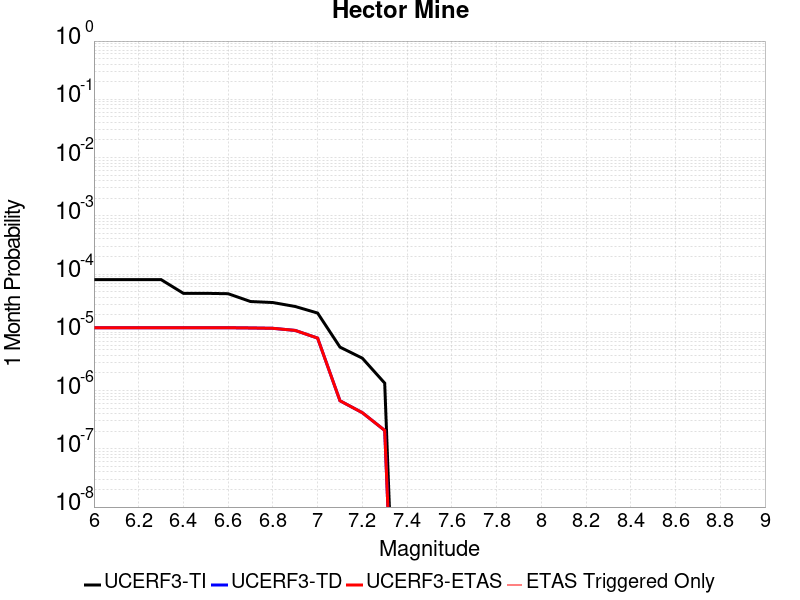 Hector Mine
10^0
10^-1
10^-2
10^-3
10^-4
10^-5
10^-6
10^-7
10^-8
1 Month Probability
6 6.2 6.4 6.6 6.8 7 7.2 7.4 7.6 7.8 8 8.2 8.4 8.6 8.8 9
Magnitude
UCERF3-TI UCERF3-TD UCERF3-ETAS ETAS Triggered Only